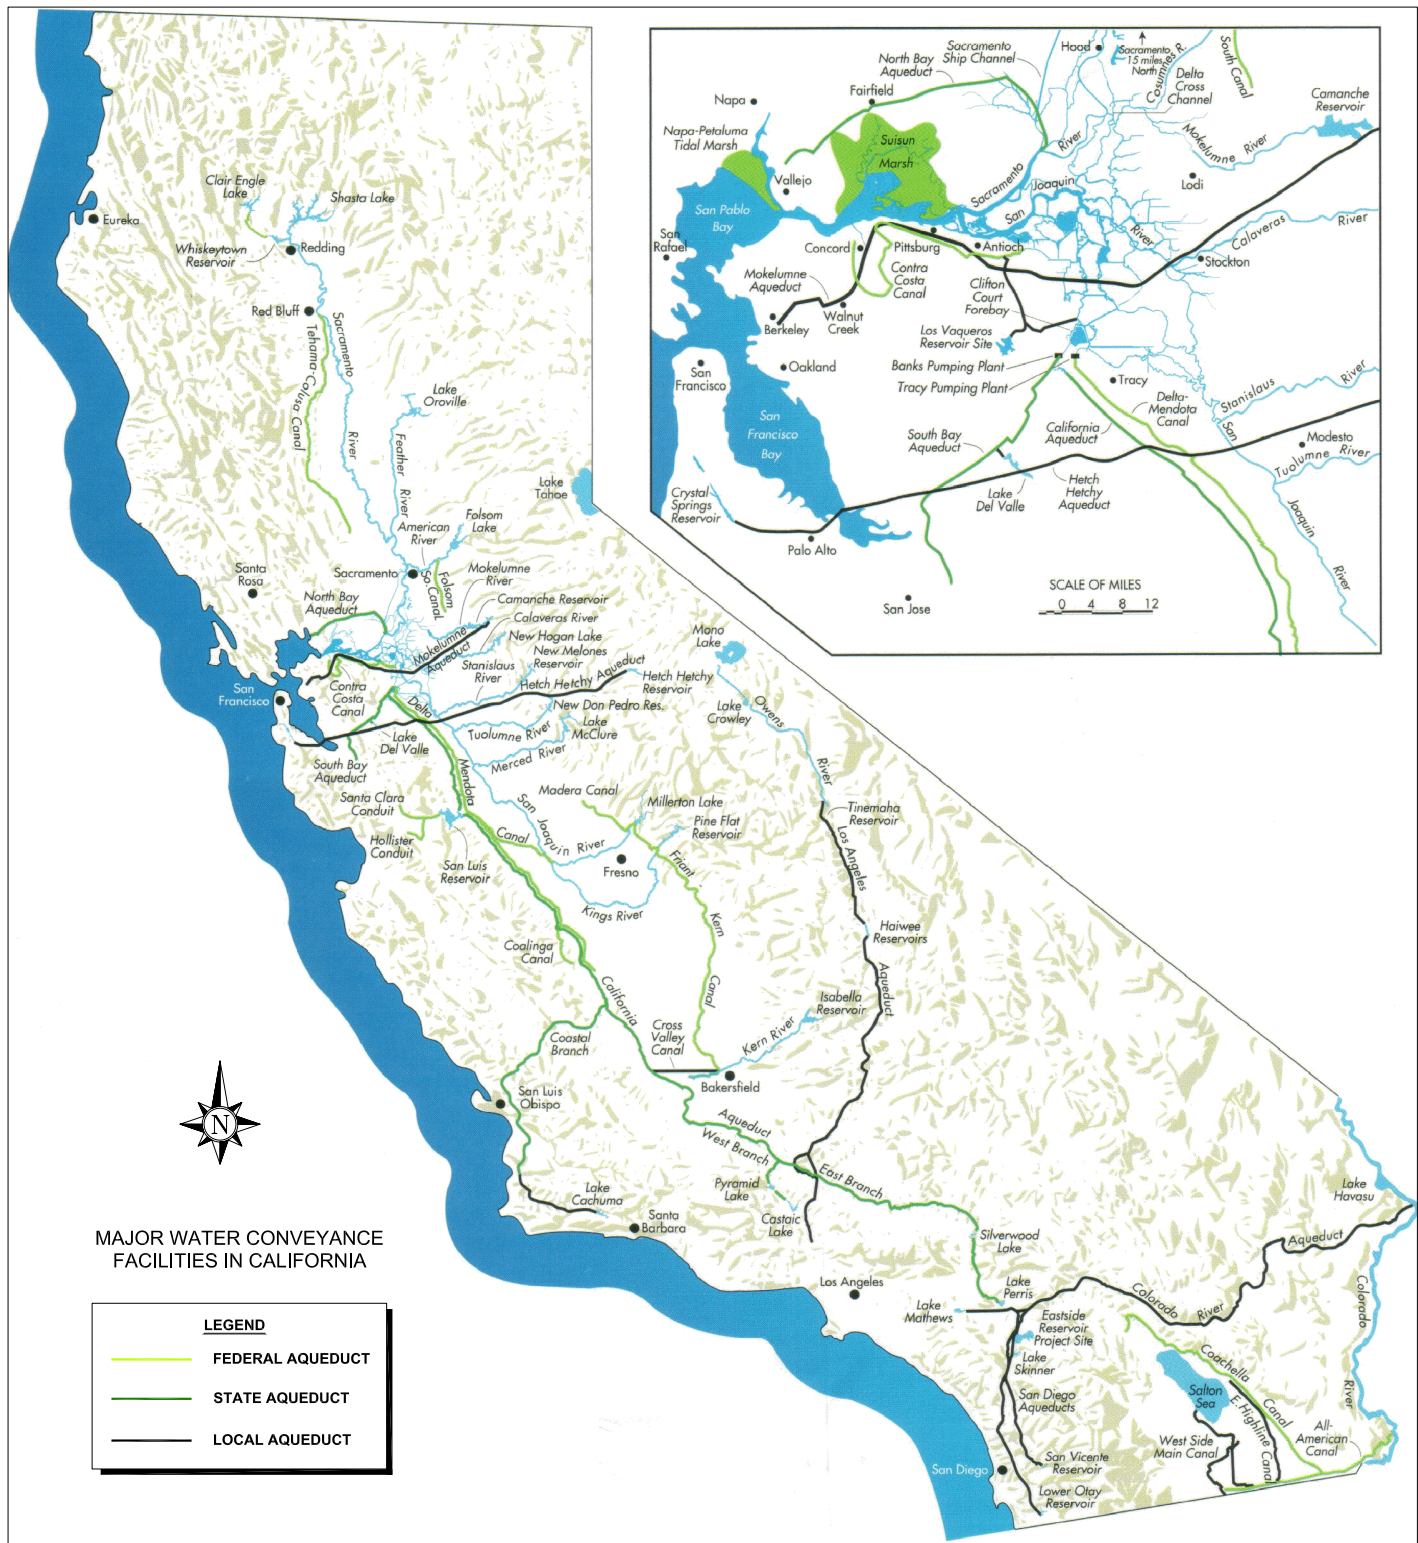 Clair Engle
Lake
Shasta Lake
Eureka
Whiskeytown
Reservoir
Redding
Red Bluff
Tehama-Colusa Canal
Sacramento
River
Lake
Oroville
Feather
River
Lake
Tahoe
American
River
Folsom
Lake
Santa
Rosa
Sacramento
Folsom
So. Canal
Mokelumne
River
North Bay
Aqueduct
Camanche Reservoir
Calaveras River
Mokelumne
Aqueduct
New Hogan Lake
New Melones
Reservoir
Stanislaus
River
Hetch Hetchy Aqueduct
Hetch Hetchy
Reservoir
Mono
Lake
San
Francisco
Contra
Costa
Canal
Delta
New Don Pedro Res.
Lake
McClure
Tuolumne River
Merced River
Lake
Crowley
Owens
River
Lake
Del Valle
South Bay
Aqueduct
Mendota
Santa Clara
Conduit
Madera Canal
Millerton Lake
Pine Flat
Reservoir
Tinemaha
Reservoir
Los Angeles
Hollister
Conduit
San Luis
Reservoir
Canal
San
Joaquin River
Fresno
Friant
Kern
Canal
Kings River
Haiwee
Reservoirs
Aqueduct
Coalinga
Canal
California
Isabella
Reservoir
Cross
Valley
Canal
Kern River
Coastal
Branch
Bakersfield
San Luis
Obispo
Aqueduct
West Branch
East Branch
Pyramid
Lake
Castaic
Lake
Lake
Cachuma
Santa
Barbara
Silverwood
Lake
Los Angeles
Lake
Perris
Lake
Mathews
Lake
Havasu
Aqueduct
Colorado
River
Colorado
River
Eastside
Reservoir
Project Site
Lake
Skinner
San Diego
Aqueducts
Coachella
Canal
Salton
Sea
E. Highline Canal
West Side
Main Canal
All-
American
Canal
San Diego
San Vicente
Reservoir
Lower Otay
Reservoir
N
MAJOR WATER CONVEYANCE
FACILITIES IN CALIFORNIA
LEGEND
FEDERAL AQUEDUCT
STATE AQUEDUCT
LOCAL AQUEDUCT
Sacramento
Ship Channel
Hood
Sacramento
15 miles
North
Cosumnes R.
South Canal
North Bay
Aqueduct
Delta
Cross
Channel
Camanche
Reservoir
Napa
Fairfield
Napa-Petaluma
Tidal Marsh
Suisun
Marsh
Mokelumne
River
River
Sacramento
Lodi
Vallejo
Joaquin
San
River
San Pablo
Bay
San
Rafael
Concord
Pittsburg
Antioch
Calaveras
River
Stockton
Mokelumne
Aqueduct
Contra
Costa
Canal
Clifton
Court
Forebay
Berkeley
Walnut
Creek
Los Vaqueros
Reservoir Site
Banks Pumping Plant
Tracy Pumping Plant
San
Francisco
Oakland
Tracy
Stanislaus
River
San
Francisco
Bay
South Bay
Aqueduct
California
Aqueduct
Delta-
Mendota
Canal
San
Modesto
Tuolumne River
Crystal
Springs
Reservoir
Lake
Del Valle
Hetch
Hetchy
Aqueduct
Joaquin
River
Palo Alto
San Jose
SCALE OF MILES
0 4 8 12